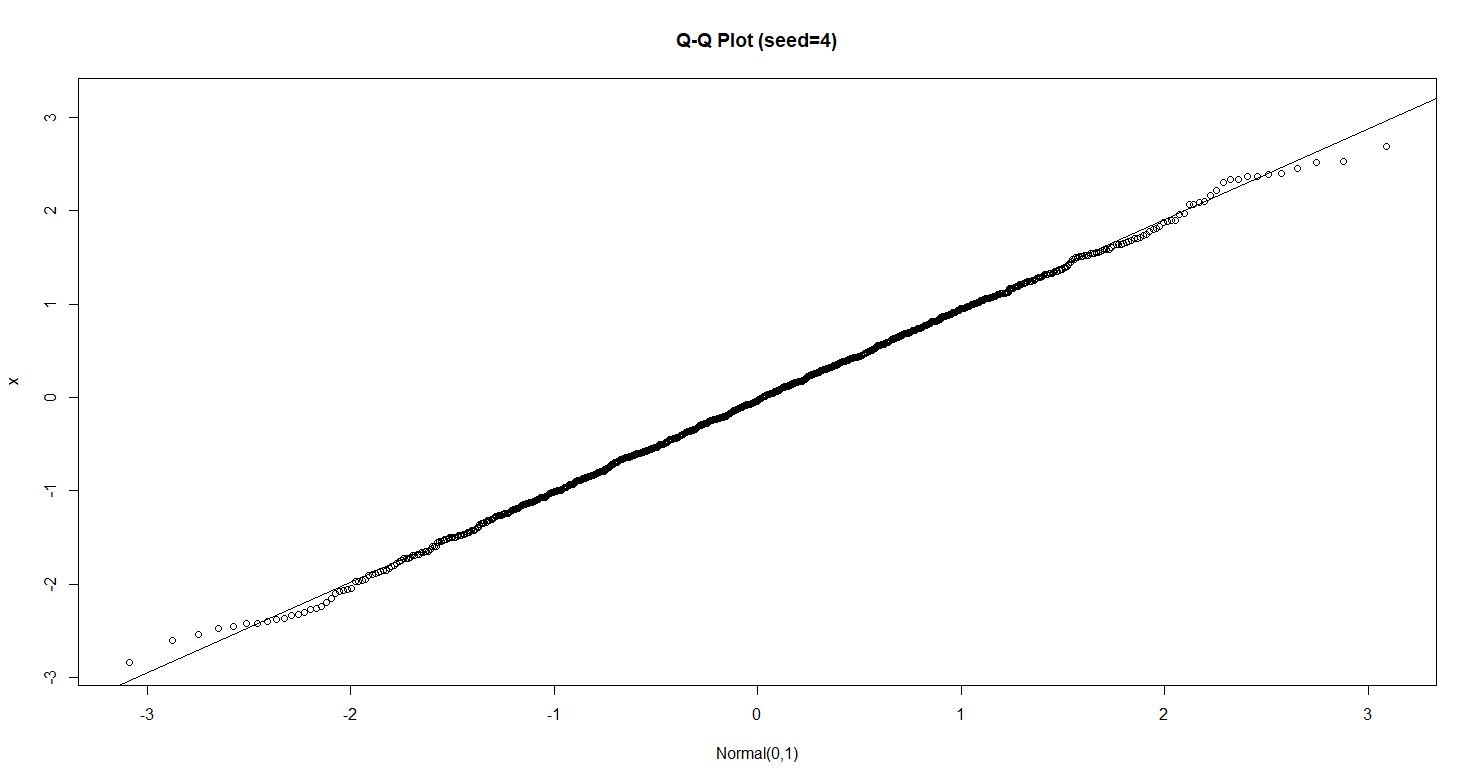 Q-Q Plot (seed=4)
3
2
1
0
-1
-2
-3
x
-3 -2 -1 0 1 2 3
Normal(0,1)